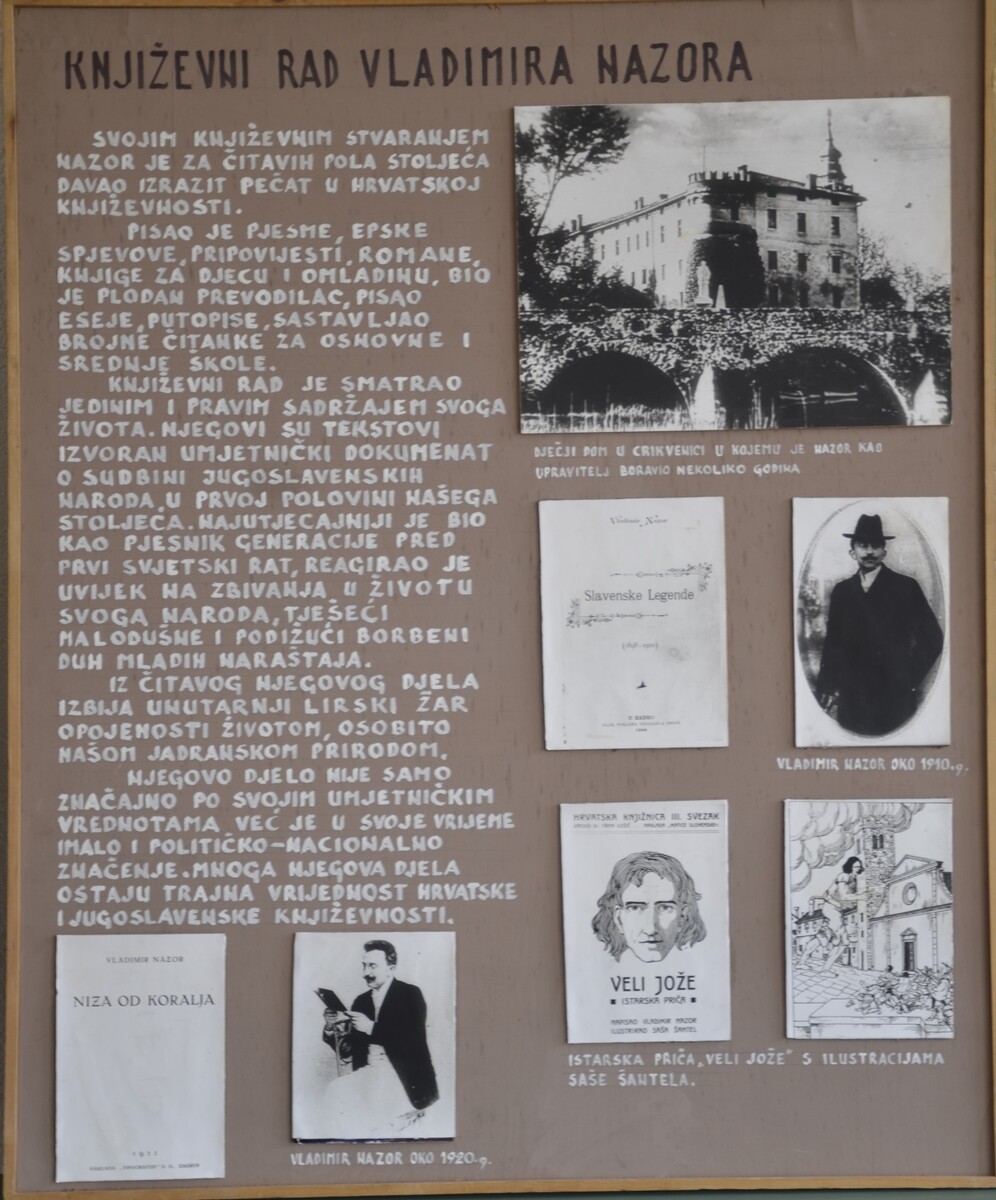 KNJIŽEVNI RAD VLADIMIRA NAZORA
SVOJIM KNJIŽEVNIM STVARANJEM
NAZOR JE ZA ČITAVIH POLA STOLJEĆA
DAVAO IZRAZIT PEČAT U HRVATSKOJ
KNJIŽEVNOSTI.
PISAO JE PJESME, EPSKE
SPJEVOVE, PRIPOVIJESTI, ROMANE,
KNJIGE ZA DJECU I OMLADINU, BIO
JE PLODAN PREVODILAC, PISAO
ESEJE, PUTOPISE, SASTAVLJAO
BROJNE ČITANKE ZA OSNOVNE I
SREDNJE ŠKOLE.
KNJIŽEVNI RAD JE SMATRAO
JEDINIM I PRAVIM SADRŽAJEM SVOGA
ŽIVOTA. NJEGOVI SU TEKSTOVI
IZVORAN UMJETNIČKI DOKUMENAT
O SUDBINI JUGOSLAVENSKIH
NARODA U PRVOJ POLOVINI NAŠEGA
STOLJEĆA. NAJUTJECAJNIJI JE BIO
KAO PJESNIK GENERACIJE PRED
PRVI SVJETSKI RAT, REAGIRAO JE
UVIJEK NA ZBIVANJA U ŽIVOTU
SVOGA NARODA, TJEŠEĆI
MALODUŠNE I PODIŽUĆI BORBENI
DUH MLADIH NARAŠTAJA.
IZ ČITAVOG NJEGOVOG DJELA
IZBIJA UNUTARNJI LIRSKI ŽAR
OPOJENOSTI ŽIVOTOM, OSOBITO
NAŠOM JADRANSKOM PRIRODOM.
NJEGOVO DJELO NIJE SAMO
ZNAČAJNO PO SVOJIM UMJETNIČKIM
VREDNOTAMA VEĆ JE U SVOJE VRIJEME
IMALO I POLITIČKO-NACIONALNO
ZNAČENJE. MNOGA NJEGOVA DJELA
OSTAJU TRAJNA VRIJEDNOST HRVATSKE
I JUGOSLAVENSKE KNJIŽEVNOSTI.
DJEČJI DOM U CRIKVENICI U KOJEMU JE NAZOR KAO
UPRAVITELJ BORAVIO NEKOLIKO GODINA
Vladimir Nazor
Slavenske Legende
U ZADRU
VLADIMIR NAZOR OKO 1910.g.
HRVATSKA KNJIŽNICA III. SVEZAK
VELI JOŽE
ISTARSKA PRIČA
NAPISAO VLADIMIR NAZOR
ILUSTRIRAO SAŠA ŠANTEL
ISTARSKA PRIČA „VELI JOŽE" S ILUSTRACIJAMA
SAŠE ŠANTELA.
VLADIMIR NAZOR
NIZA OD KORALJA
VLADIMIR NAZOR OKO 1920.g.